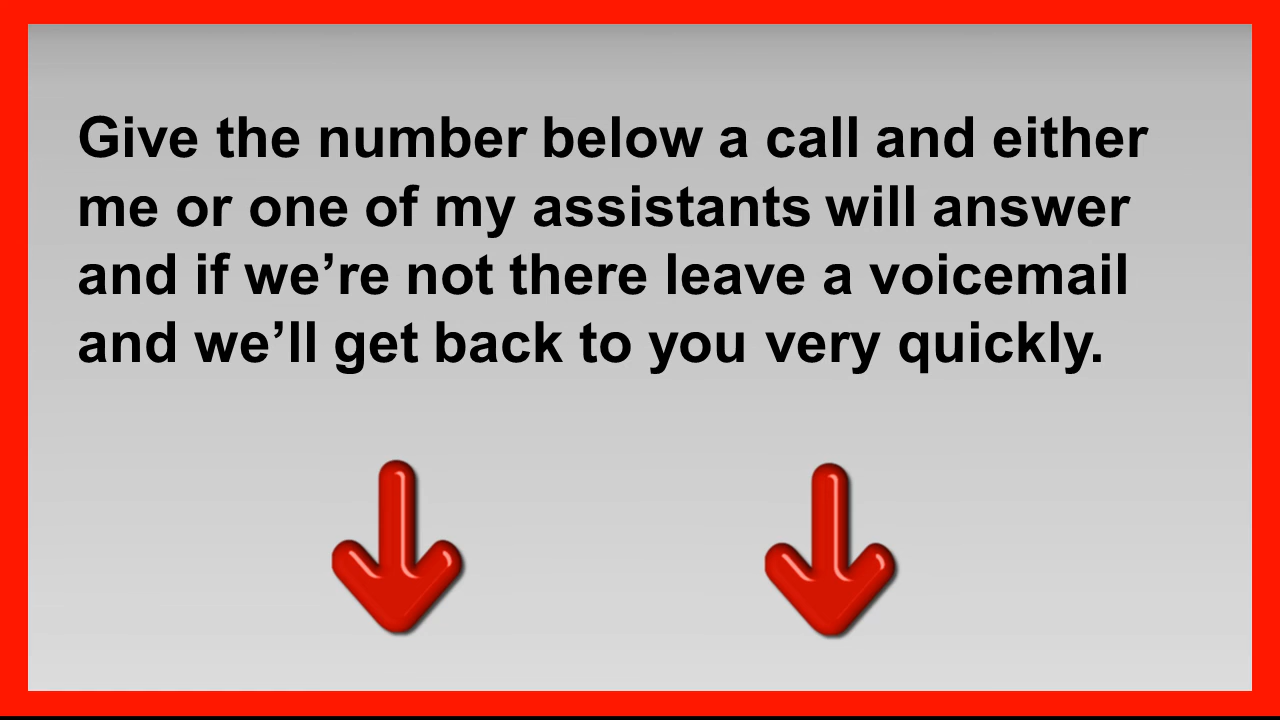 Give the number below a call and either
me or one of my assistants will answer
and if we’re not there leave a voicemail
and we’ll get back to you very quickly.